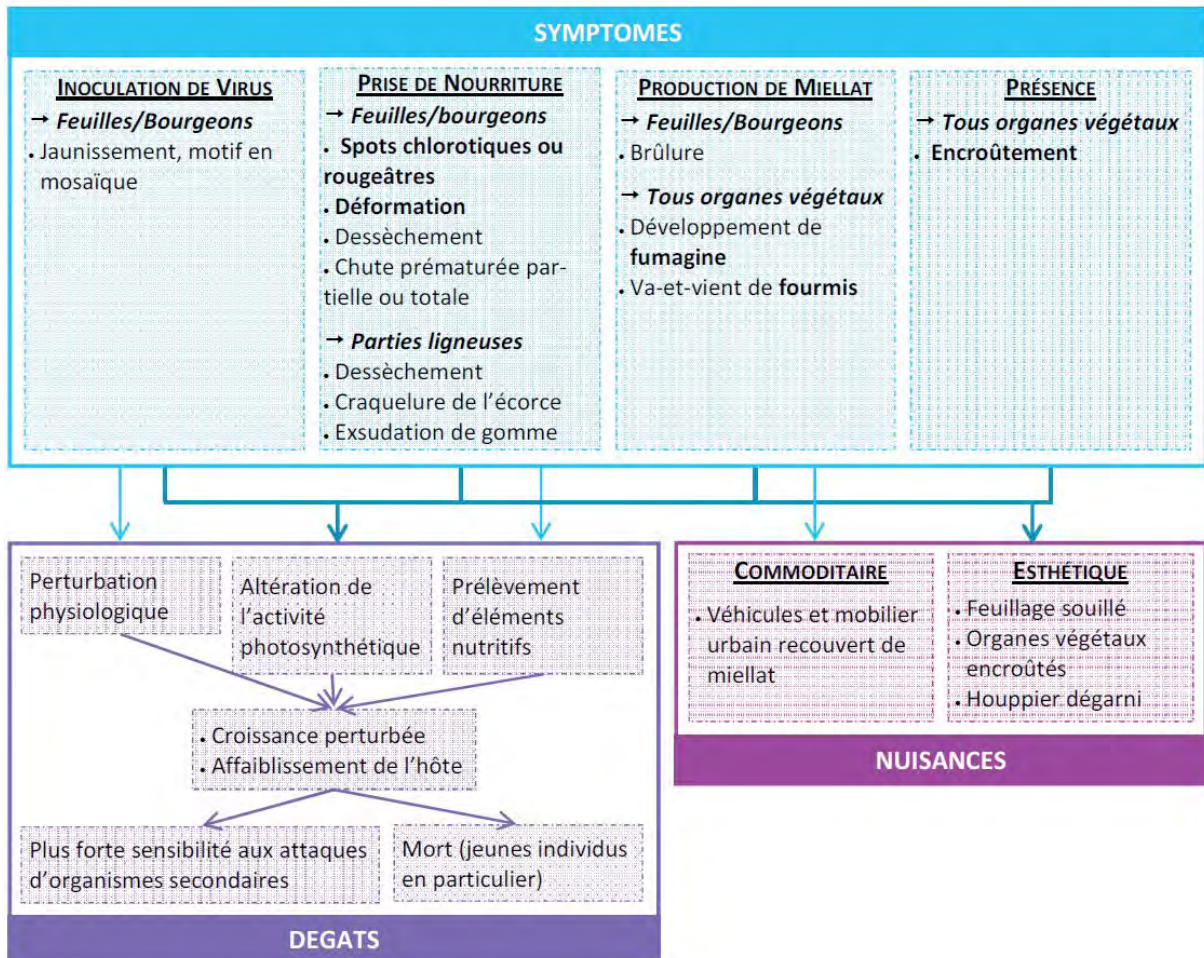 SYMPTOMES
INOCULATION DE VIRUS
→ Feuilles/Bourgeons
• Jaunissement, motif en
mosaïque
PRISE DE NOURRITURE
→ Feuilles/bourgeons
• Spots chlorotiques ou
rougeâtres
• Déformation
• Dessèchement
• Chute prématurée par-
tielle ou totale
→ Parties ligneuses
• Dessèchement
• Craquelure de l'écorce
• Exsudation de gomme
PRODUCTION DE MIELLAT
→ Feuilles/Bourgeons
• Brûlure
→ Tous organes végétaux
• Développement de
fumagine
• Va-et-vient de fourmis
PRÉSENCE
→ Tous organes végétaux
• Encroûtement
Perturbation
physiologique
Altération de
l'activité
photosynthétique
Prélèvement
d'éléments
nutritifs
• Croissance perturbée
• Affaiblissement de l'hôte
Plus forte sensibilité aux attaques
d'organismes secondaires
Mort (jeunes individus
en particulier)
DEGATS
COMMODITAIRE
• Véhicules et mobilier
urbain recouvert de
miellat
ESTHÉTIQUE
• Feuillage souillé
• Organes végétaux
encroûtés
• Houppier dégarni
NUISANCES